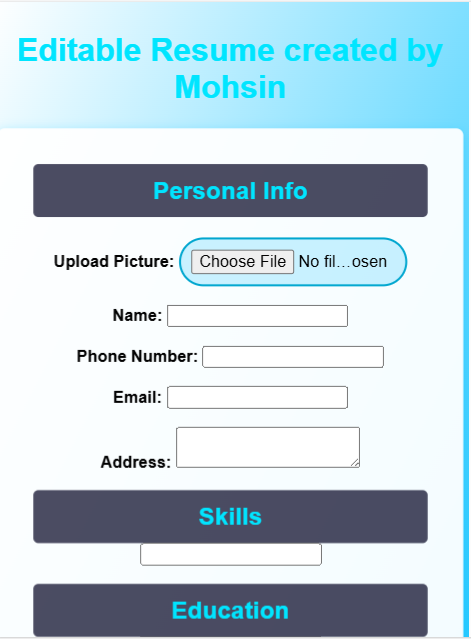 Editable Resume created by
Mohsin
Personal Info
Upload Picture: Choose File No fil...osen
Name:
Phone Number:
Email:
Address:
Skills
Education